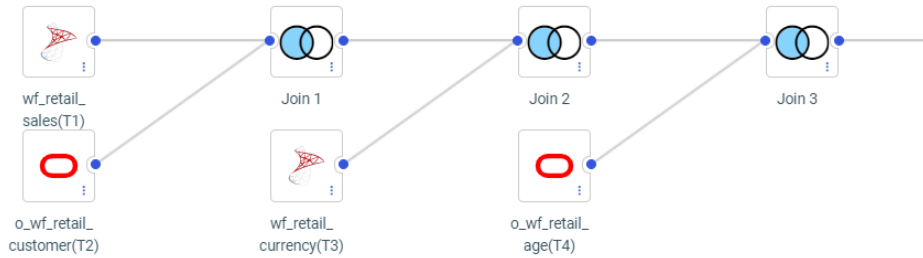 wf_retail_
sales(T1)
Join 1
Join 2
Join 3
o_wf_retail_
customer(T2)
wf_retail_
currency(T3)
o_wf_retail_
age(T4)